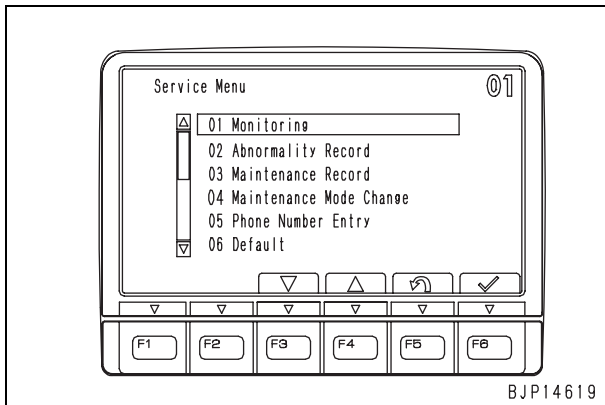 Service Menu 01
01 Monitoring
02 Abnormality Record
03 Maintenance Record
04 Maintenance Mode Change
05 Phone Number Entry
06 Default
F1 F2 F3 F4 F5 F6
BJP14619